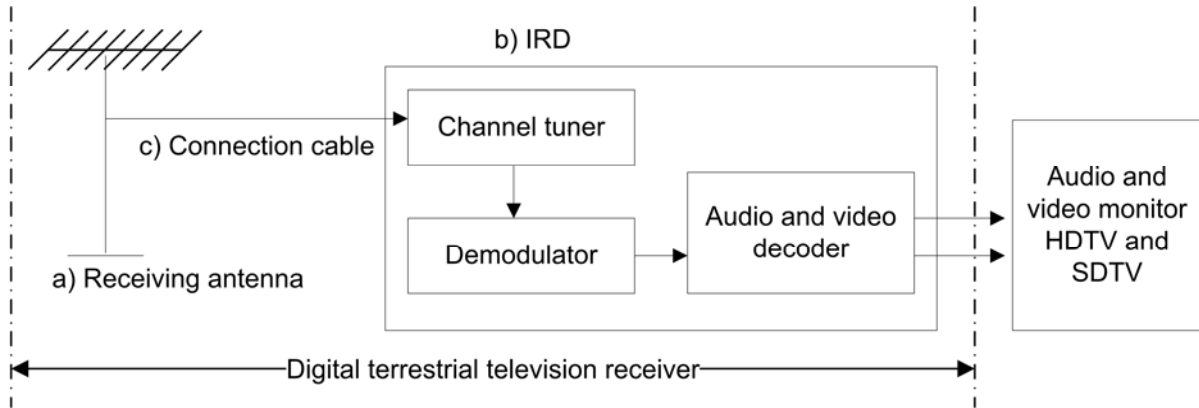 b) IRD
Channel tuner
c) Connection cable
Audio and video
decoder
Demodulator
a) Receiving antenna
Audio and
video monitor
HDTV and
SDTV
Digital terrestrial television receiver